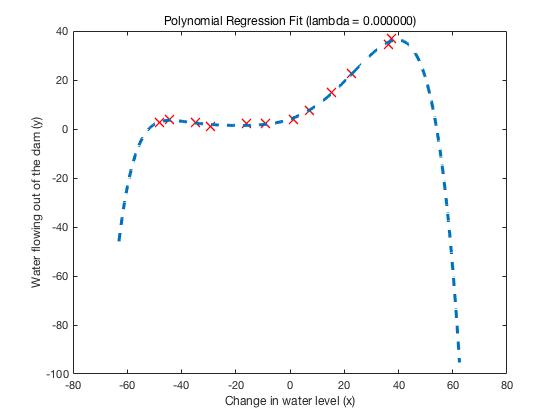 Polynomial Regression Fit (lambda = 0.000000)
40
20
0
-20
-40
-60
-80
-100
Water flowing out of the dam (y)
-80 -60 -40 -20 0 20 40 60 80
Change in water level (x)